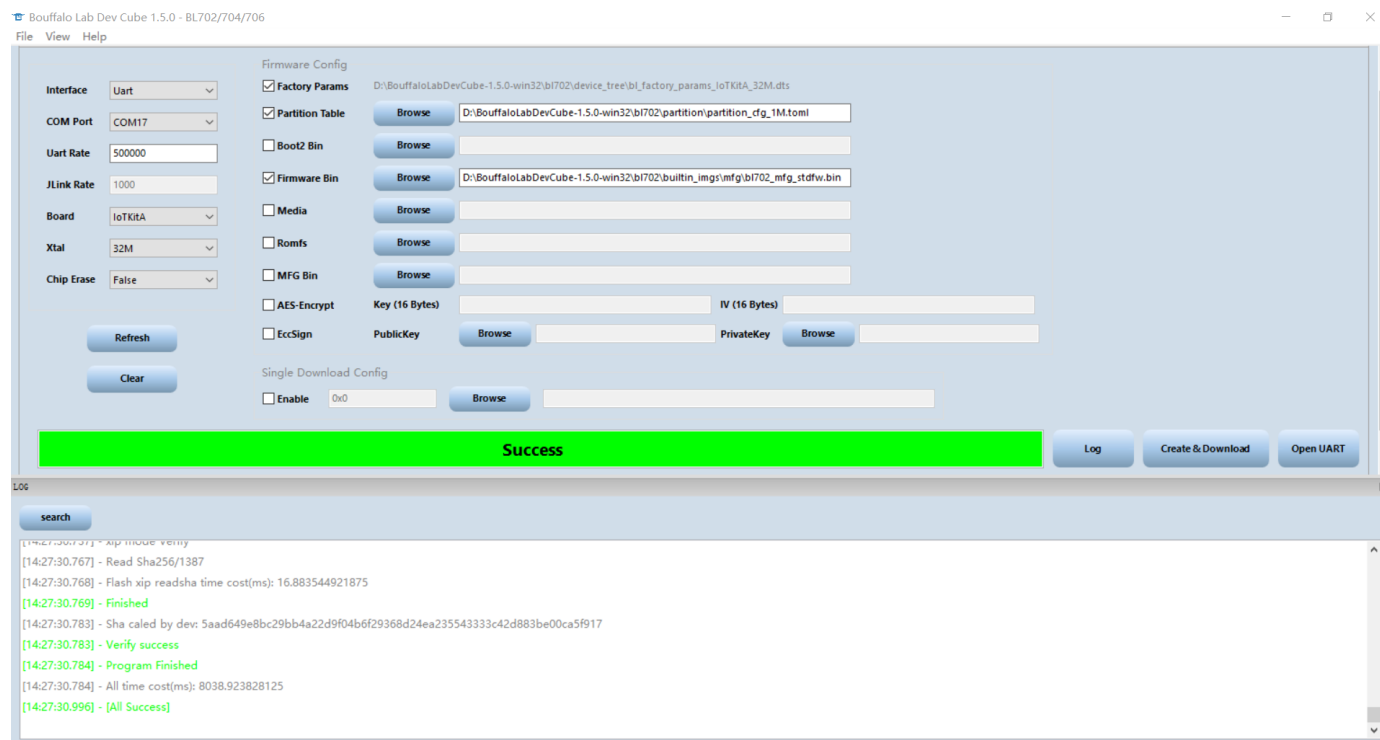 Bouffalo Lab Dev Cube 1.5.0 - BL702/704/706
File View Help
Firmware Config
Interface Uart
COM Port COM17
Uart Rate 500000
JLink Rate 1000
Board IoTKitA
Xtal 32M
Chip Erase False
Refresh
Clear
Factory Params D:\BouffaloLabDevCube-1.5.0-win32\bl702\device_tree\bl_factory_params_IoTKitA_32M.dts
Partition Table Browse D:\BouffaloLabDevCube-1.5.0-win32\bl702\partition\partition_cfg_1M.toml
Boot2 Bin Browse
Firmware Bin Browse D:\BouffaloLabDevCube-1.5.0-win32\bl702\builtin_imgs\mfg\bl702_mfg_stdfw.bin
Media Browse
Romfs Browse
MFG Bin Browse
AES-Encrypt Key (16 Bytes) IV (16 Bytes)
EccSign PublicKey Browse PrivateKey Browse
Single Download Config
Enable 0x0 Browse
Success Log Create & Download Open UART
LOG
search
[14:27:30.737] - xip mode Verify
[14:27:30.767] - Read Sha256/1387
[14:27:30.768] - Flash xip readsha time cost(ms): 16.883544921875
[14:27:30.769] - Finished
[14:27:30.783] - Sha caled by dev: 5aad649e8bc29bb4a22d9f04b6f29368d24ea235543333c42d883be00ca5f917
[14:27:30.783] - Verify success
[14:27:30.784] - Program Finished
[14:27:30.784] - All time cost(ms): 8038.923828125
[14:27:30.996] - [All Success]